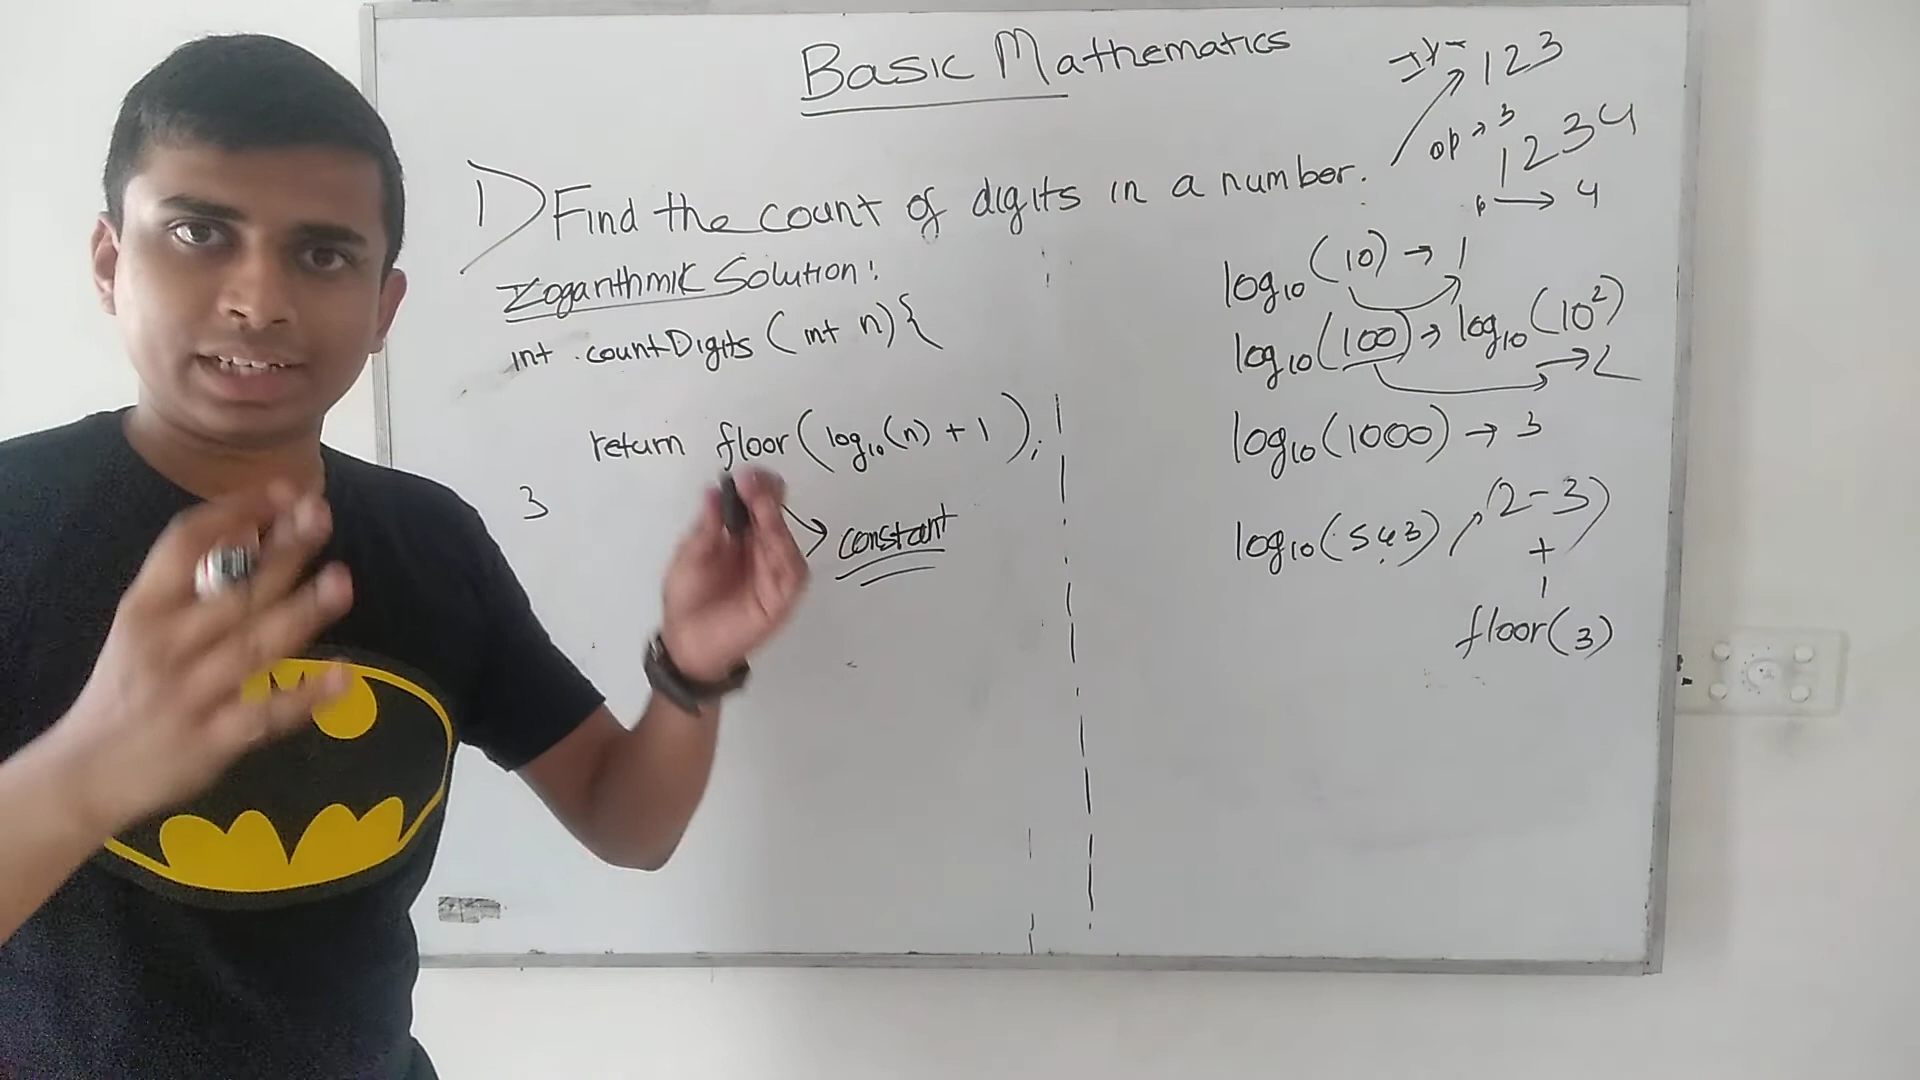 Basic Mathematics
1) Find the count of digits in a number.
Logarithmic Solution:
int countDigits (int n) {
return floor(log₁₀(n) + 1);
}
constant
123
op → 3
1234
→ 4
log₁₀(10) → 1
log₁₀(100) → log₁₀(10²)
→ 2
log₁₀(1000) → 3
log₁₀(543) (2-3)
+
1
floor(3)